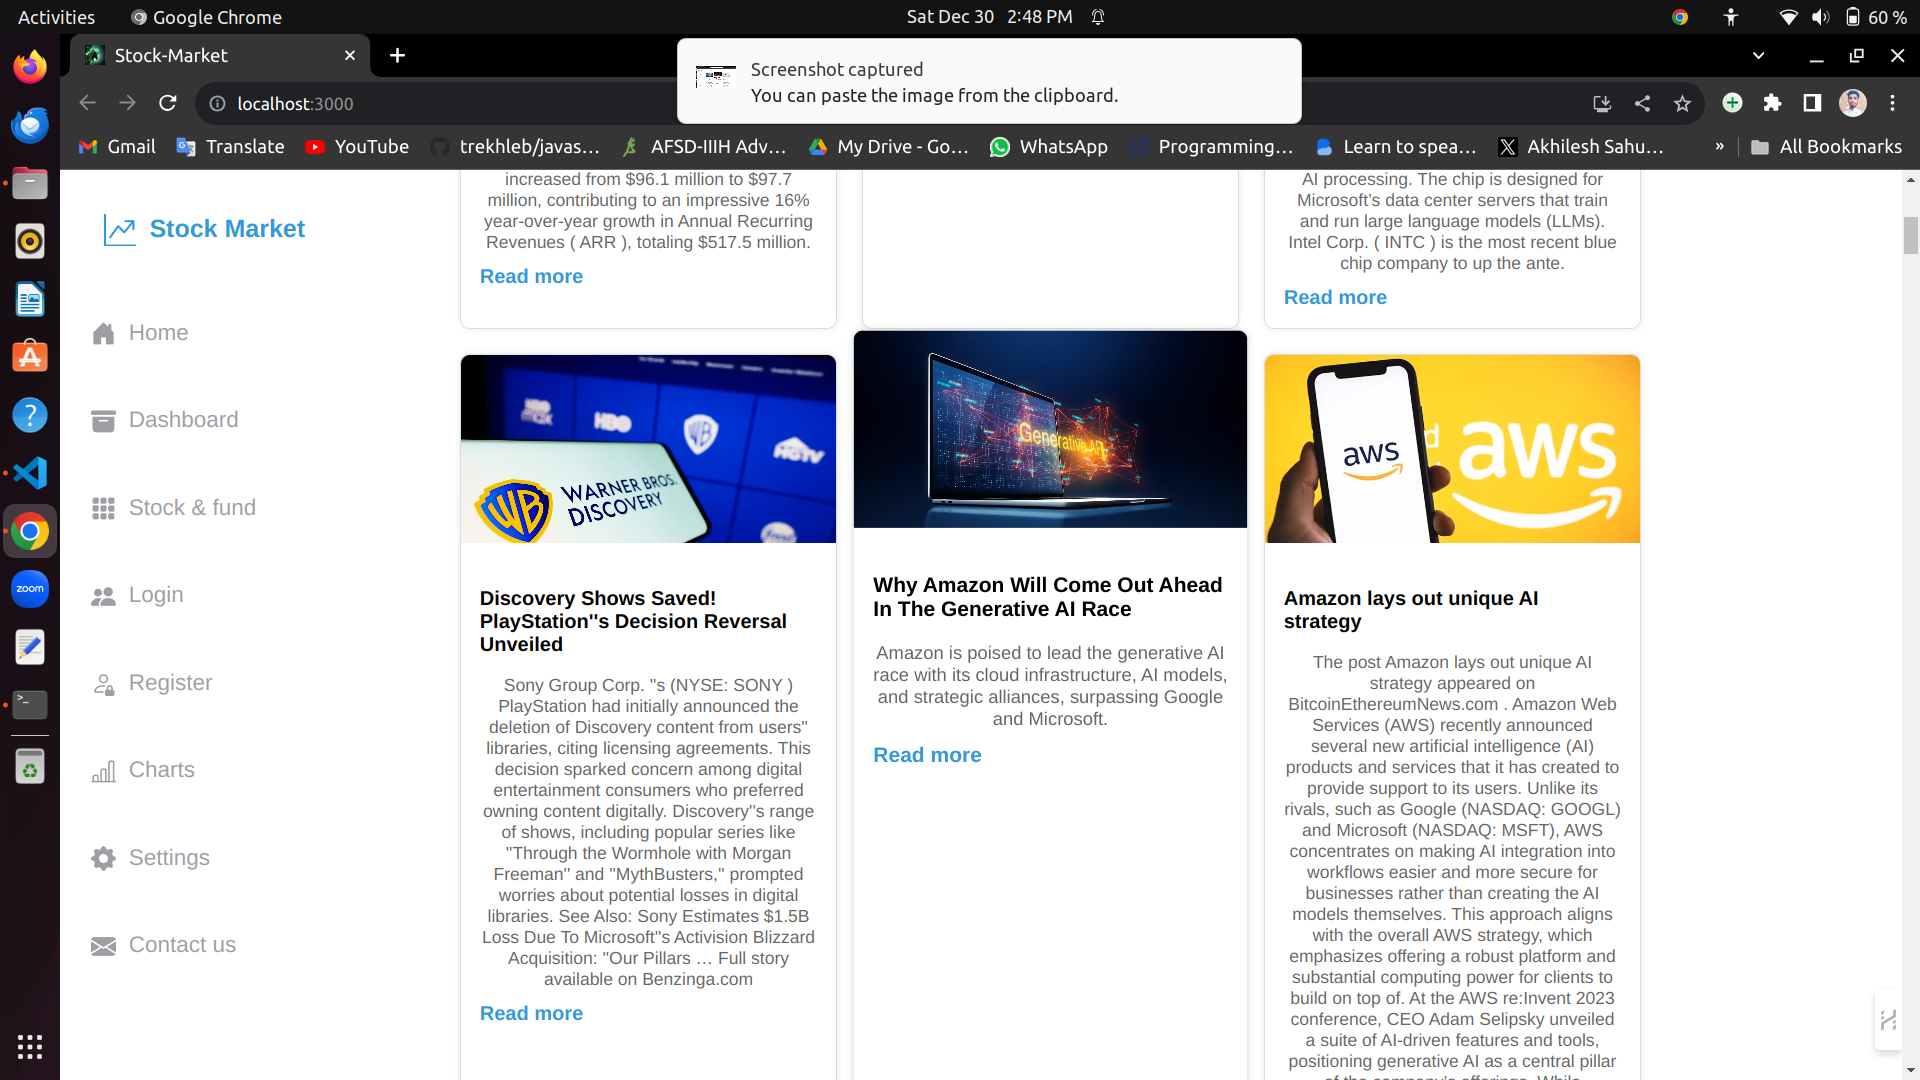 Activities
Google Chrome
Sat Dec 30 2:48 PM
60 %
Stock-Market
Screenshot captured
You can paste the image from the clipboard.
localhost:3000
Gmail
Translate
YouTube
trekhleb/javas...
AFSD-IIIH Adv...
My Drive - Go...
WhatsApp
Programming...
Learn to spea...
Akhilesh Sahu...
»
All Bookmarks
Stock Market
Home
Dashboard
Stock & fund
Login
Register
Charts
Settings
Contact us
zoom
increased from $96.1 million to $97.7
million, contributing to an impressive 16%
year-over-year growth in Annual Recurring
Revenues ( ARR ), totaling $517.5 million.
Read more
AI processing. The chip is designed for
Microsoft's data center servers that train
and run large language models (LLMs).
Intel Corp. ( INTC ) is the most recent blue
chip company to up the ante.
Read more
HBO
HGTV
WB
WARNER BROS.
DISCOVERY
Discovery Shows Saved!
PlayStation''s Decision Reversal
Unveiled
Sony Group Corp. ''s (NYSE: SONY )
PlayStation had initially announced the
deletion of Discovery content from users''
libraries, citing licensing agreements. This
decision sparked concern among digital
entertainment consumers who preferred
owning content digitally. Discovery''s range
of shows, including popular series like
"Through the Wormhole with Morgan
Freeman" and "MythBusters," prompted
worries about potential losses in digital
libraries. See Also: Sony Estimates $1.5B
Loss Due To Microsoft''s Activision Blizzard
Acquisition: "Our Pillars … Full story
available on Benzinga.com
Read more
Generative AI
Why Amazon Will Come Out Ahead
In The Generative AI Race
Amazon is poised to lead the generative AI
race with its cloud infrastructure, AI models,
and strategic alliances, surpassing Google
and Microsoft.
Read more
aws
aws
Amazon lays out unique AI
strategy
The post Amazon lays out unique AI
strategy appeared on
BitcoinEthereumNews.com . Amazon Web
Services (AWS) recently announced
several new artificial intelligence (AI)
products and services that it has created to
provide support to its users. Unlike its
rivals, such as Google (NASDAQ: GOOGL)
and Microsoft (NASDAQ: MSFT), AWS
concentrates on making AI integration into
workflows easier and more secure for
businesses rather than creating the AI
models themselves. This approach aligns
with the overall AWS strategy, which
emphasizes offering a robust platform and
substantial computing power for clients to
build on top of. At the AWS re:Invent 2023
conference, CEO Adam Selipsky unveiled
a suite of AI-driven features and tools,
positioning generative AI as a central pillar
of the company's offerings. While